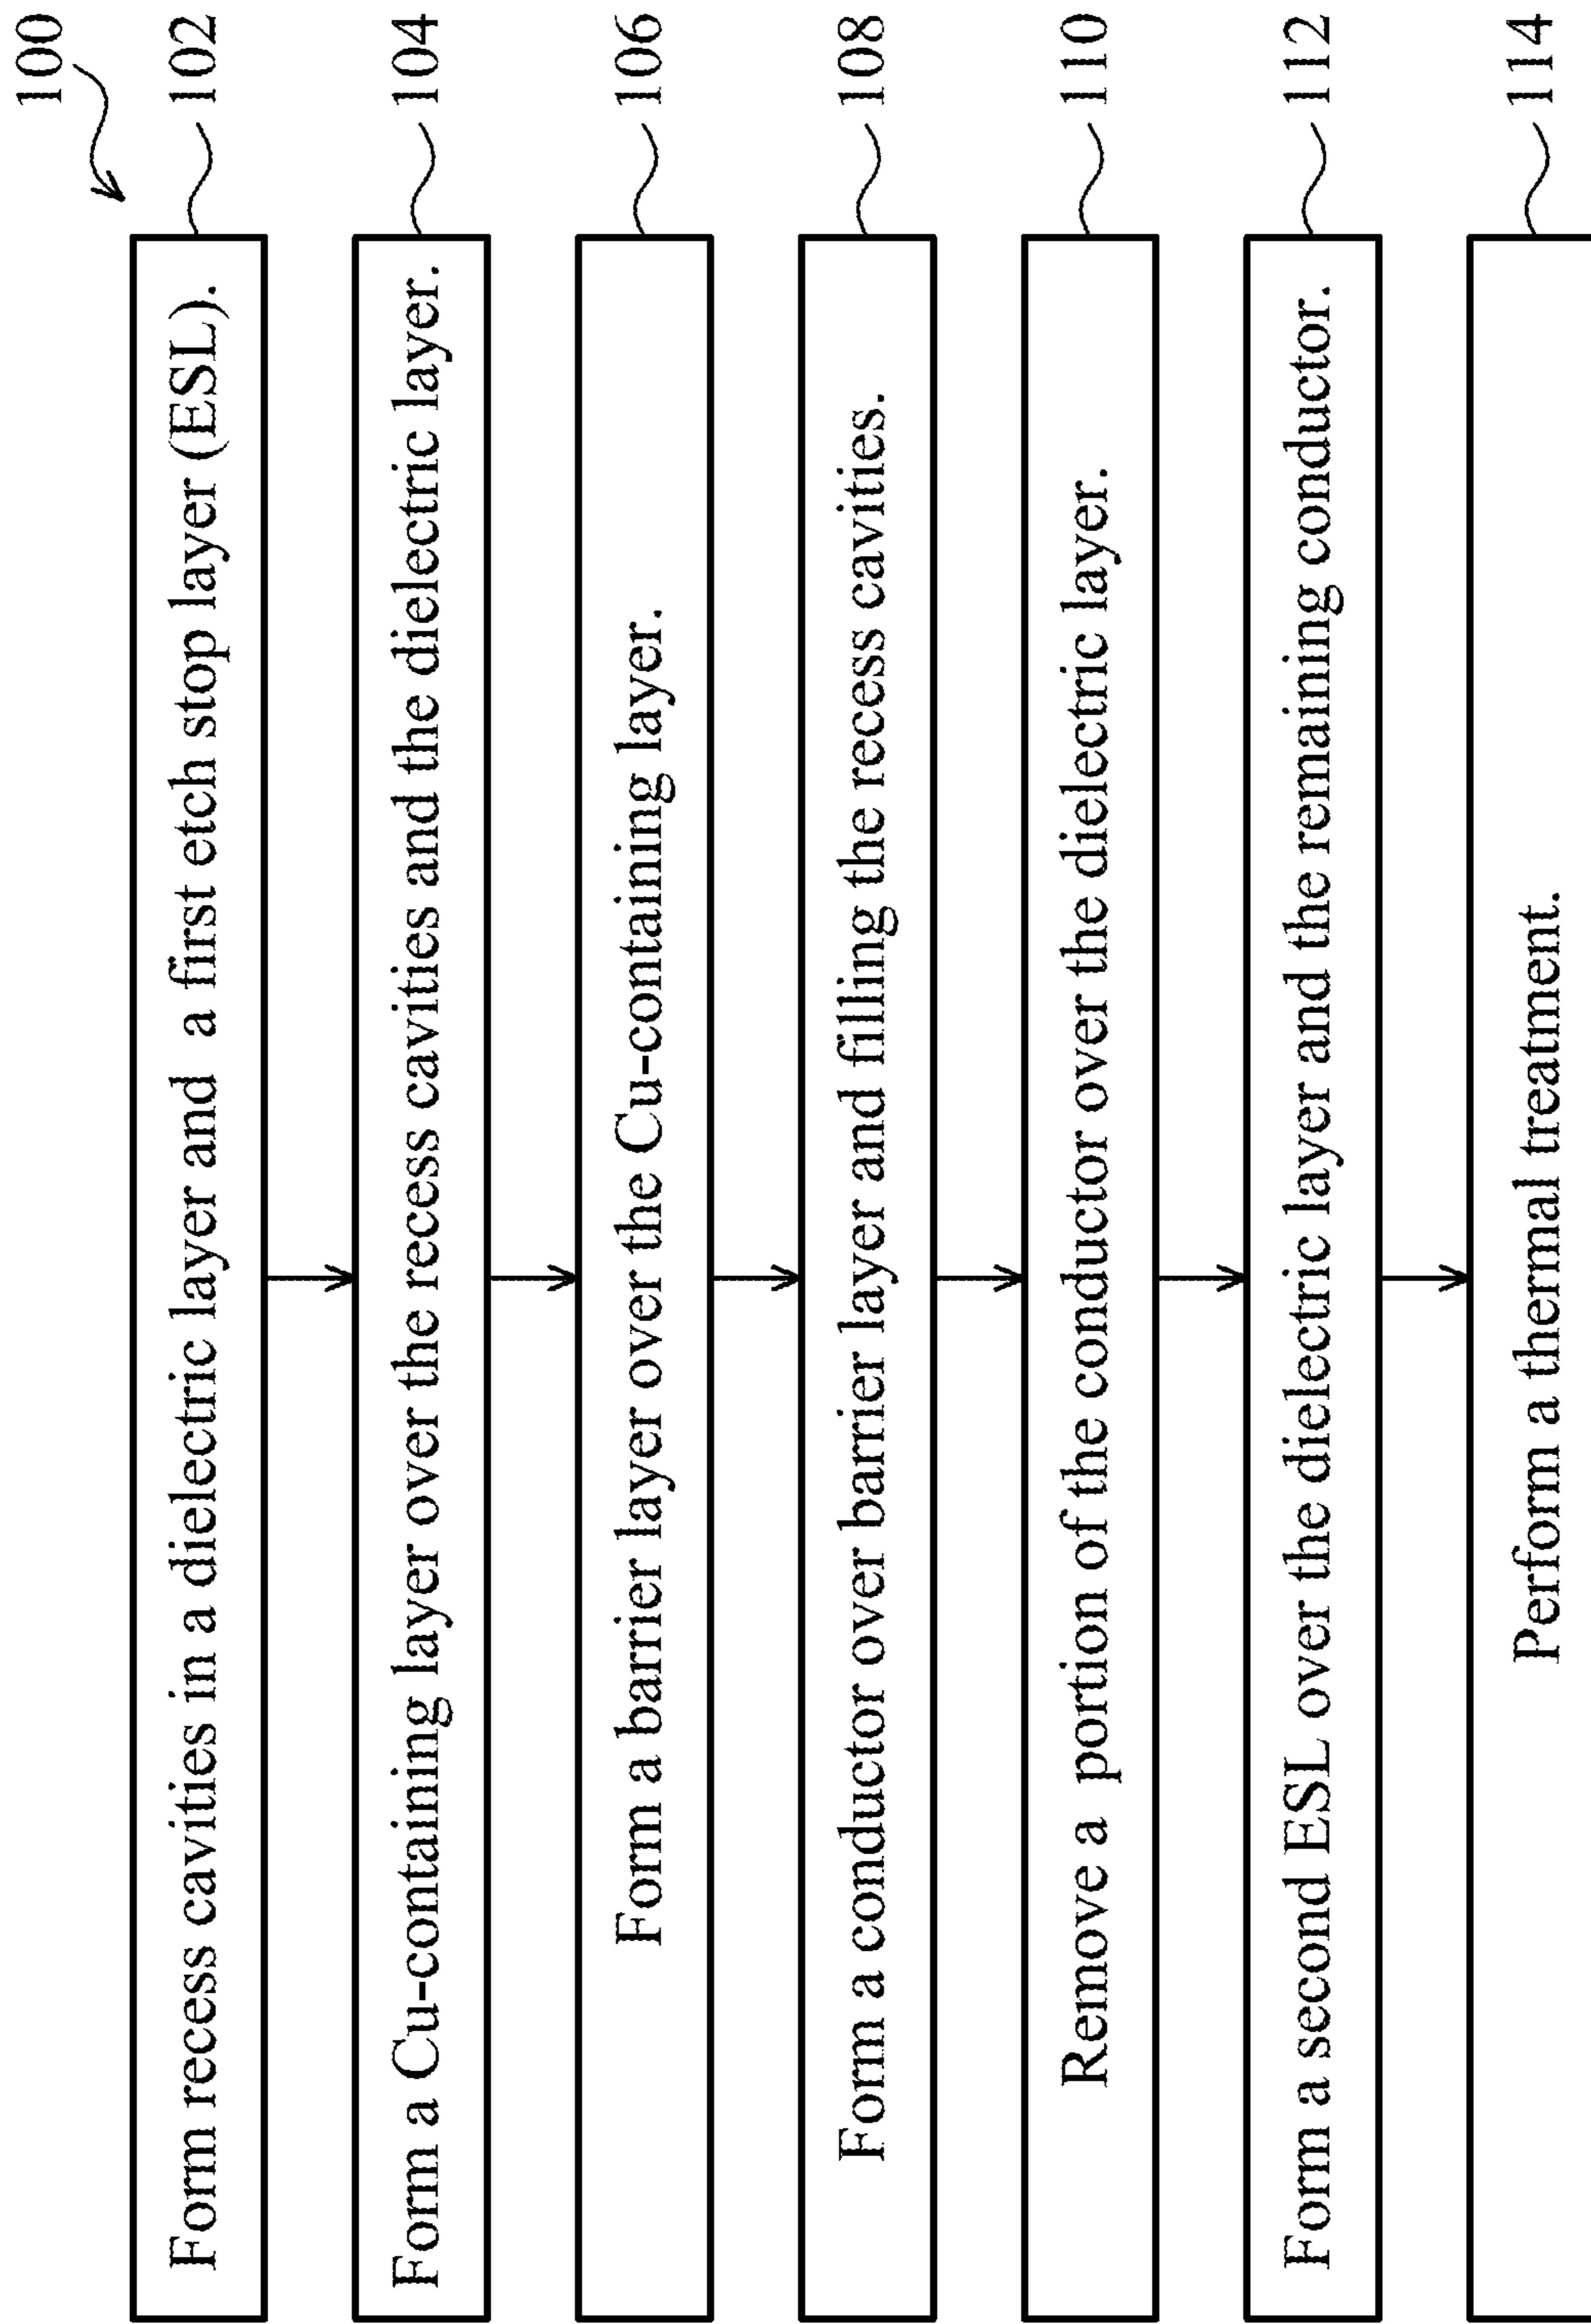 100
Form recess cavities in a dielectric layer and a first etch stop layer (ESL).
102
Form a Cu-containing layer over the recess cavities and the dielectric layer.
104
Form a barrier layer over the Cu-containing layer.
106
Form a conductor over barrier layer and filling the recess cavities.
108
Remove a portion of the conductor over the dielectric layer.
110
Form a second ESL over the dielectric layer and the remaining conductor.
112
Perform a thermal treatment.
114